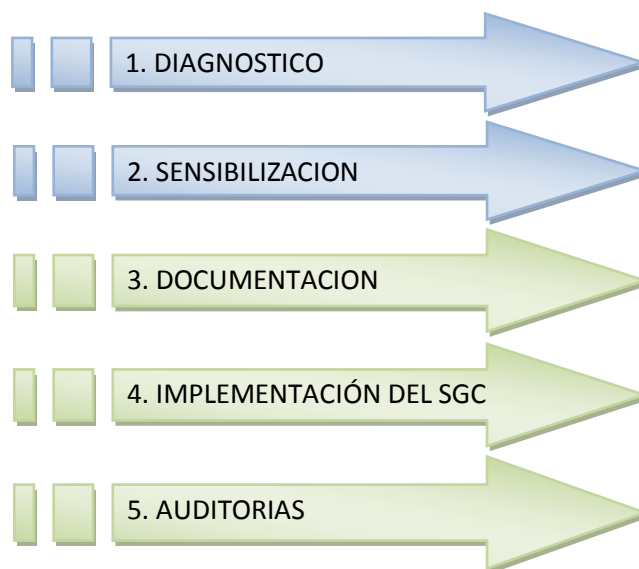 1. DIAGNOSTICO
2. SENSIBILIZACION
3. DOCUMENTACION
4. IMPLEMENTACIÓN DEL SGC
5. AUDITORIAS